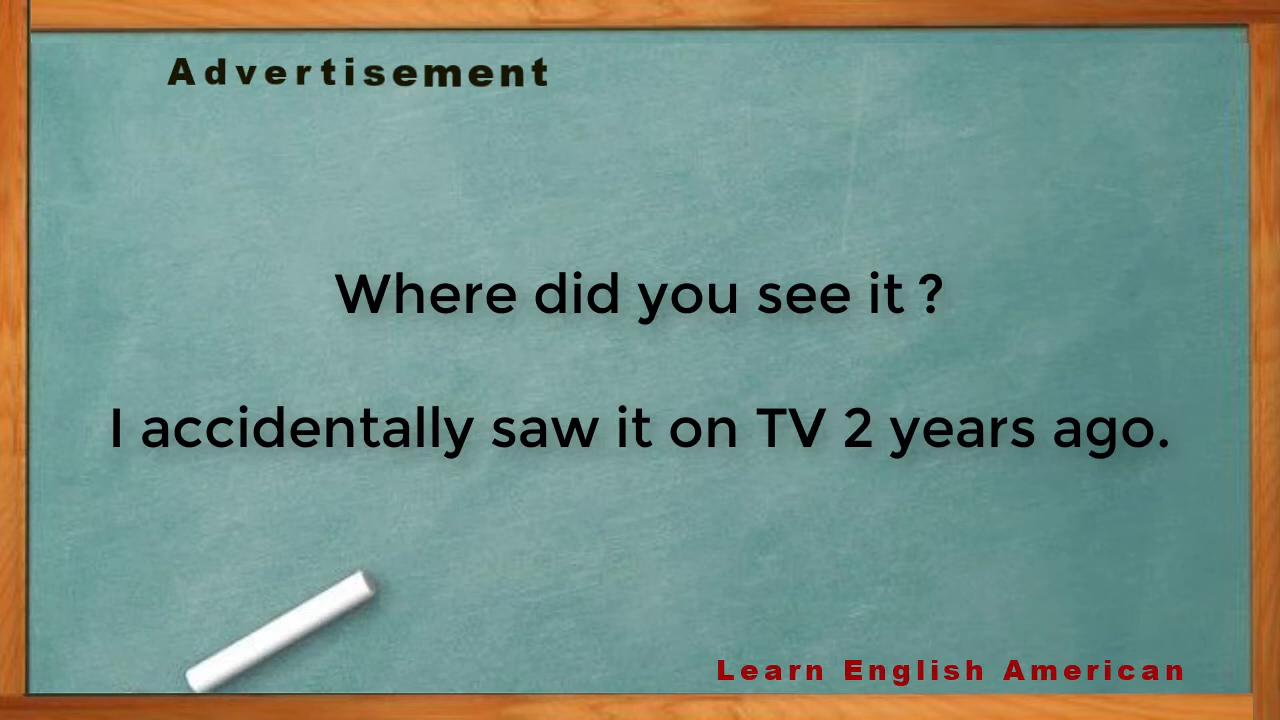 Advertisement
Where did you see it ?
I accidentally saw it on TV 2 years ago.
Learn English American